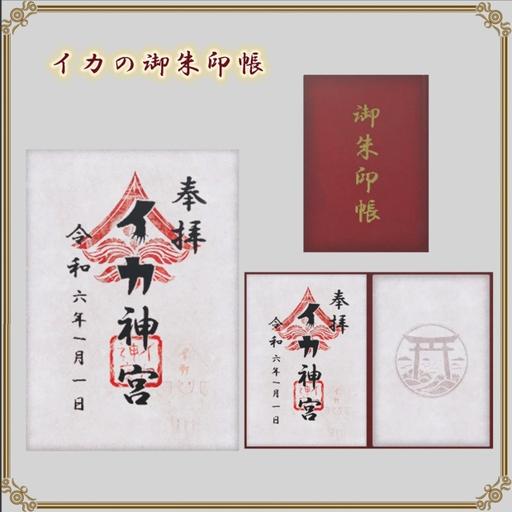 イカの御朱印帳
奉拝
イカ神宮
令和六年一月一日
御朱印帳
奉拝
イカ神宮
令和六年一月一日